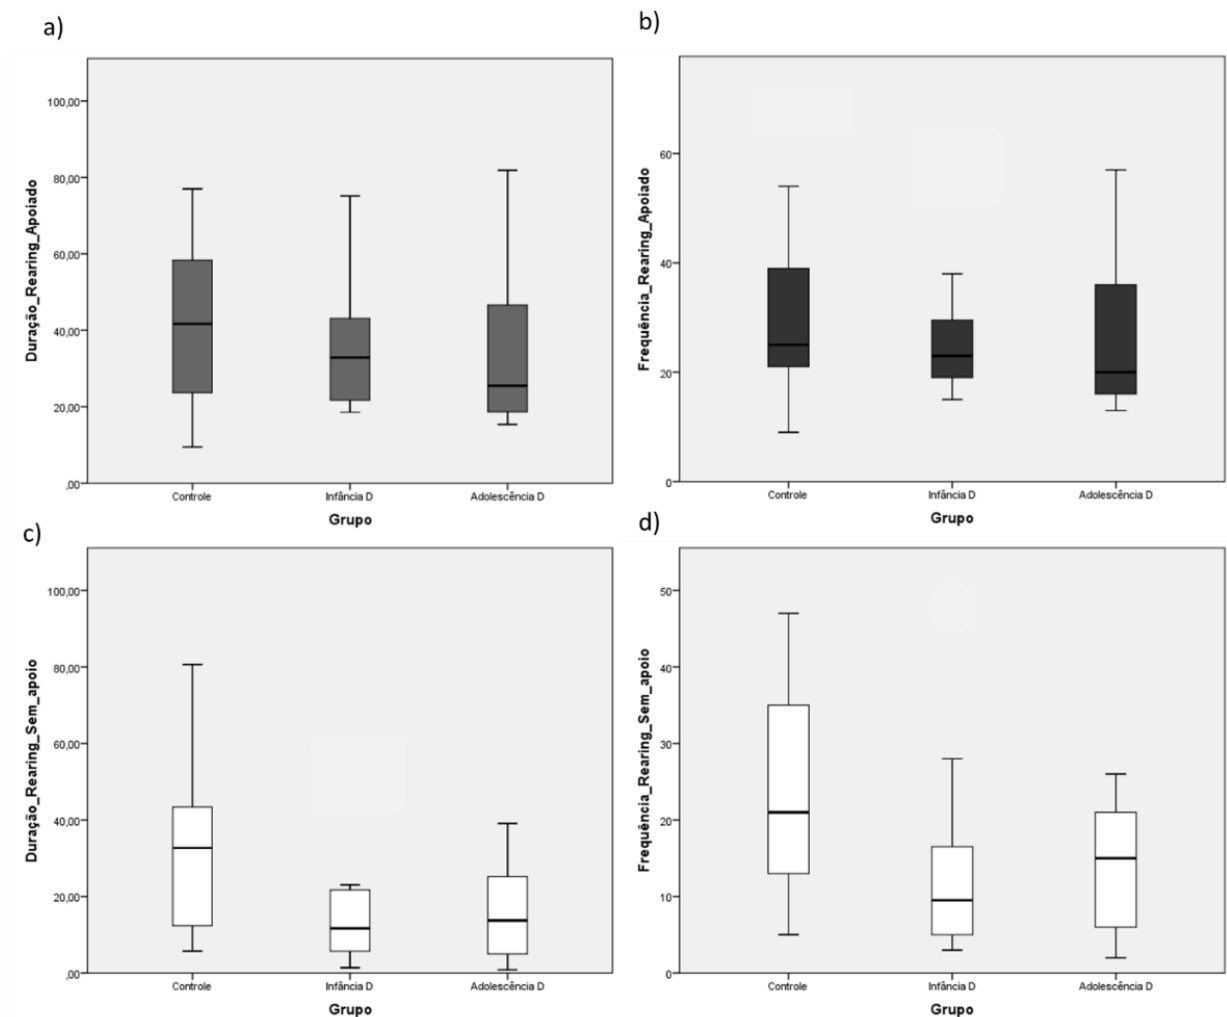 a)
Duração_Rearing_Apoiado
100,00
80,00
60,00
40,00
20,00
,00
Controle
Infância D
Adolescência D
Grupo
b)
Frequência_Rearing_Apoiado
60
40
20
0
Controle
Infância D
Adolescência D
Grupo
c)
Duração_Rearing_Sem_apoio
100,00
80,00
60,00
40,00
20,00
,00
Controle
Infância D
Adolescência D
Grupo
d)
Frequência_Rearing_Sem_apoio
50
40
30
20
10
0
Controle
Infância D
Adolescência D
Grupo